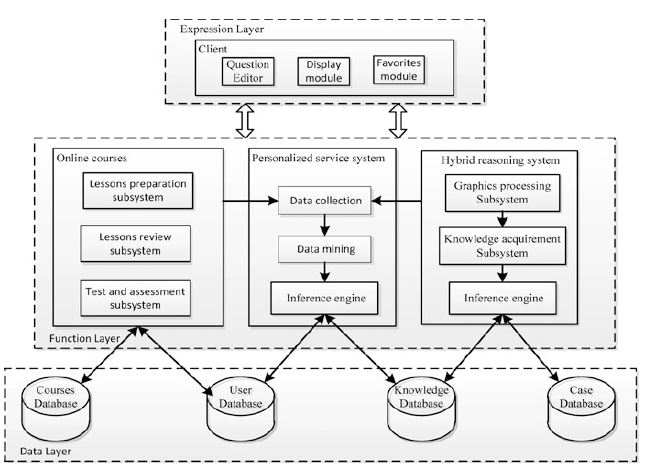 Expression Layer
Client
Question
Editor
Display
module
Favorites
module
Online courses
Lessons preparation
subsystem
Lessons review
subsystem
Test and assessment
subsystem
Personalized service system
Data collection
Data mining
Inference engine
Hybrid reasoning system
Graphics processing
Subsystem
Knowledge acquirement
Subsystem
Inference engine
Function Layer
Courses
Database
User
Database
Knowledge
Database
Case
Database
Data Layer